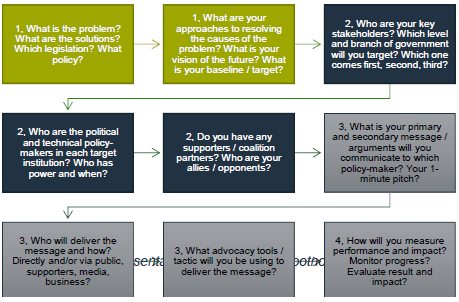 1, What is the problem?
What are the solutions?
Which legislation? What
policy?
1, What are your
approaches to resolving
the causes of the
problem? What is your
vision of the future? What
is your baseline / target?
2, Who are your key
stakeholders? Which level
and branch of government
will you target? Which one
comes first, second, third?
2, Who are the political
and technical policy-
makers in each target
institution? Who has
power and when?
2, Do you have any
supporters / coalition
partners? Who are your
allies / opponents?
3, What is your primary
and secondary message /
arguments will you
communicate to which
policy-maker? Your 1-
minute pitch?
3, Who will deliver the
message and how?
Directly and/or via public,
supporters, media,
business?
3, What advocacy tools /
tactic will you be using to
deliver the message?
4, How will you measure
performance and impact?
Monitor progress?
Evaluate result and
impact?